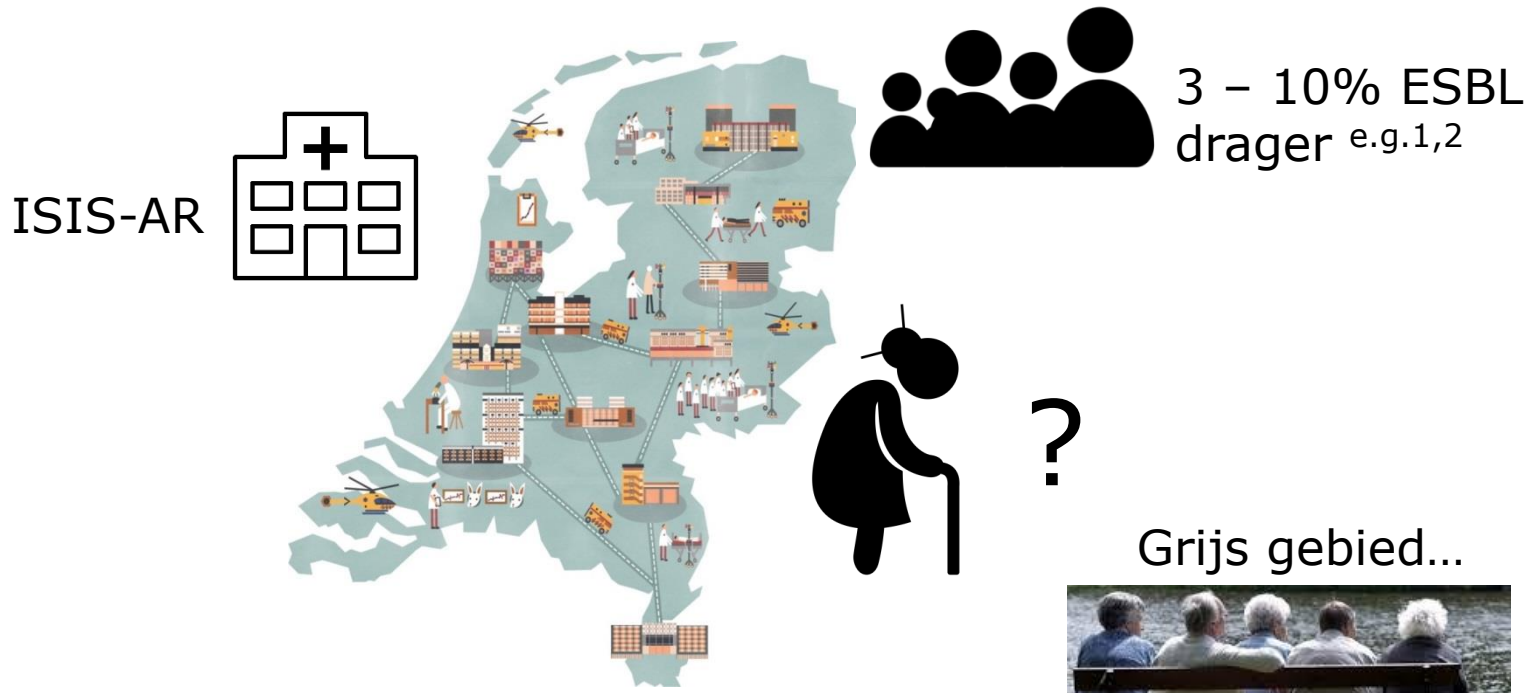 ISIS-AR
3 – 10% ESBL
drager e.g.1,2
?
Grijs gebied...